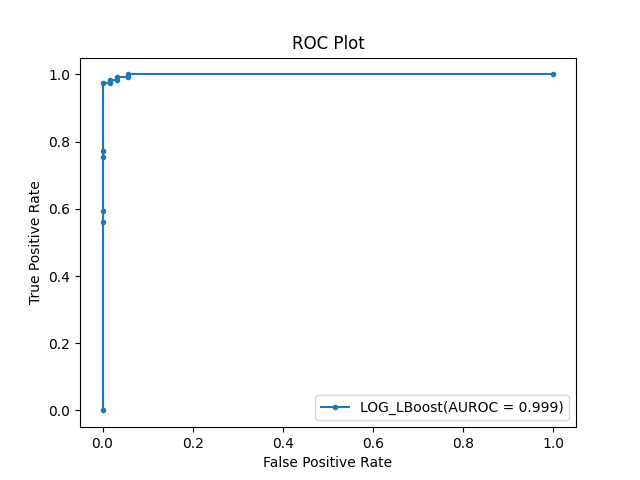 ROC Plot
1.0
0.8
0.6
0.4
0.2
0.0
True Positive Rate
LOG_LBoost(AUROC = 0.999)
0.0 0.2 0.4 0.6 0.8 1.0
False Positive Rate